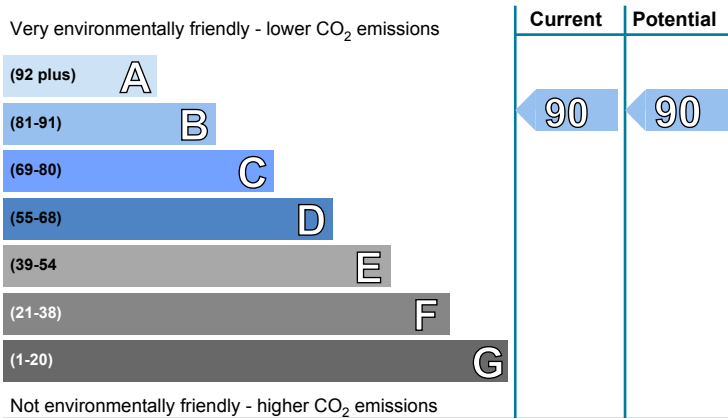 Current Potential
Very environmentally friendly - lower CO2 emissions
(92 plus) A
(81-91) B
90 90
(69-80) C
(55-68) D
(39-54 E
(21-38) F
(1-20) G
Not environmentally friendly - higher CO2 emissions